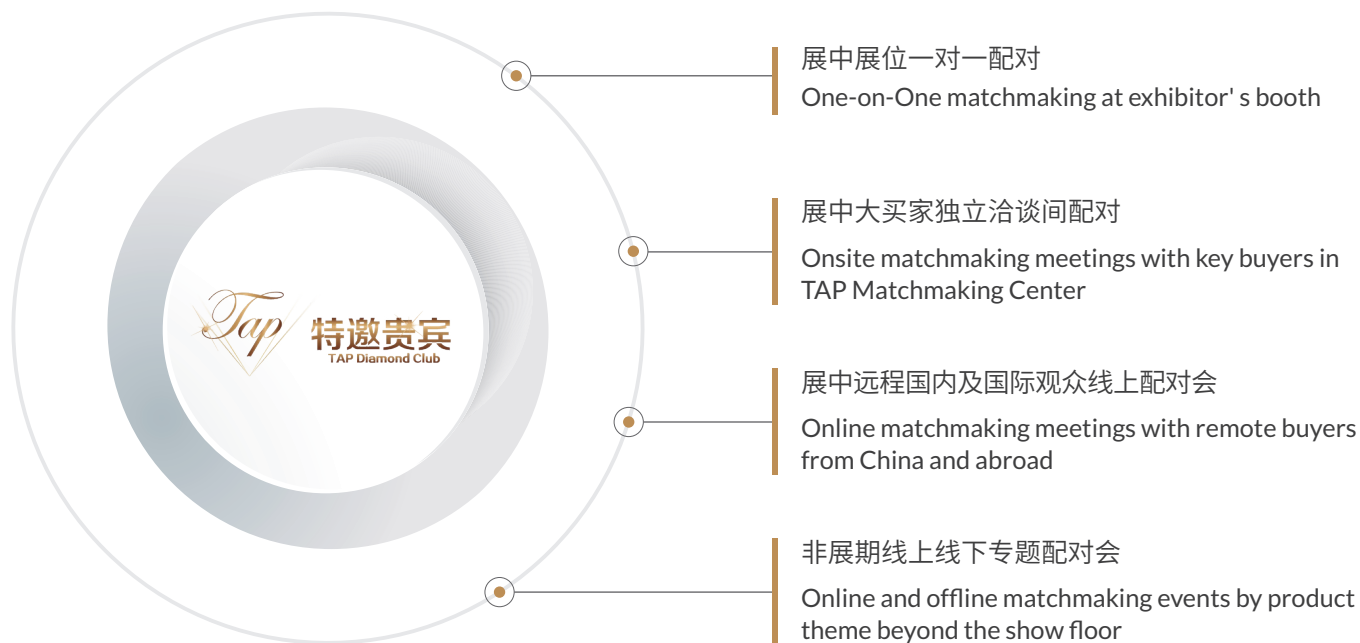 展中展位一对一配对
One-on-One matchmaking at exhibitor' s booth
展中大买家独立洽谈间配对
Onsite matchmaking meetings with key buyers in
TAP Matchmaking Center
Tap 特邀贵宾
TAP Diamond Club
展中远程国内及国际观众线上配对会
Online matchmaking meetings with remote buyers
from China and abroad
非展期线上线下专题配对会
Online and offline matchmaking events by product
theme beyond the show floor